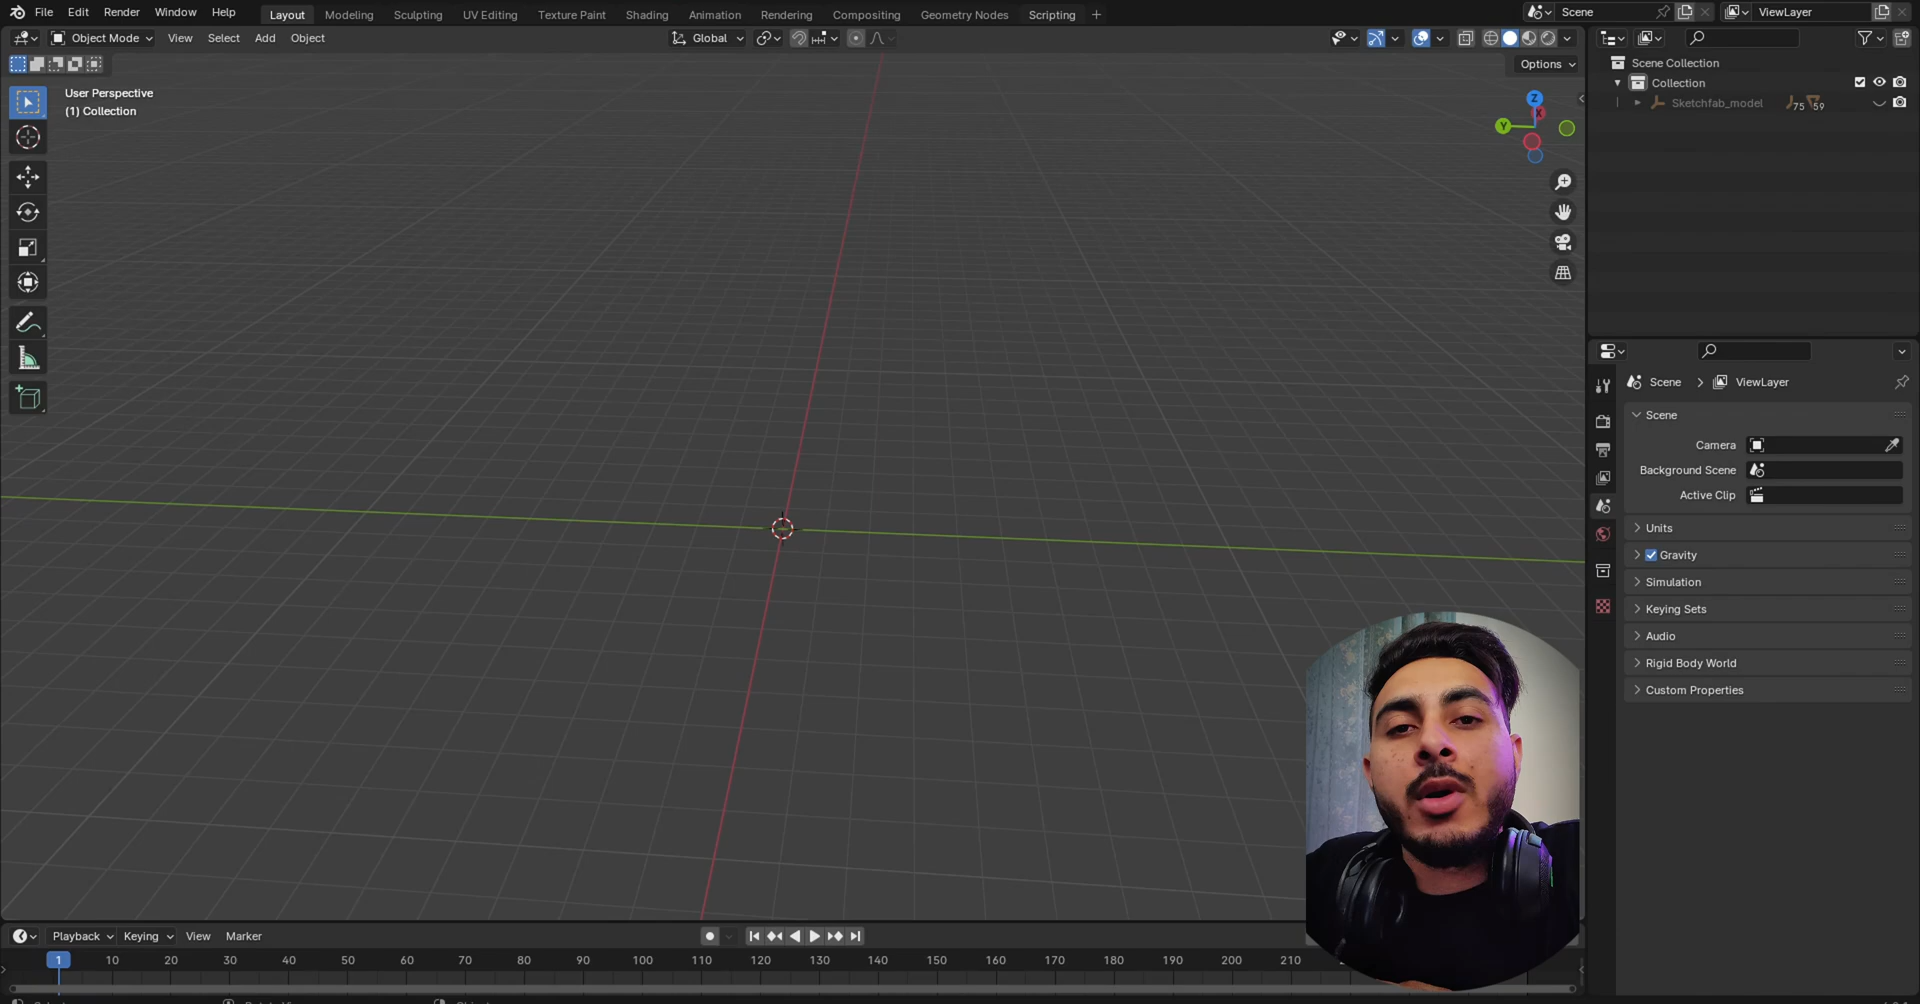 File Edit Render Window Help
Layout Modeling Sculpting UV Editing Texture Paint Shading Animation Rendering Compositing Geometry Nodes Scripting +
Scene
ViewLayer
Object Mode View Select Add Object
Global
Options
User Perspective
(1) Collection
Z
Y
X
Scene Collection
Collection
Sketchfab_model 75 59
Scene > ViewLayer
Scene
Camera
Background Scene
Active Clip
Units
Gravity
Simulation
Keying Sets
Audio
Rigid Body World
Custom Properties
Playback Keying View Marker
1 10 20 30 40 50 60 70 80 90 100 110 120 130 140 150 160 170 180 190 200 210